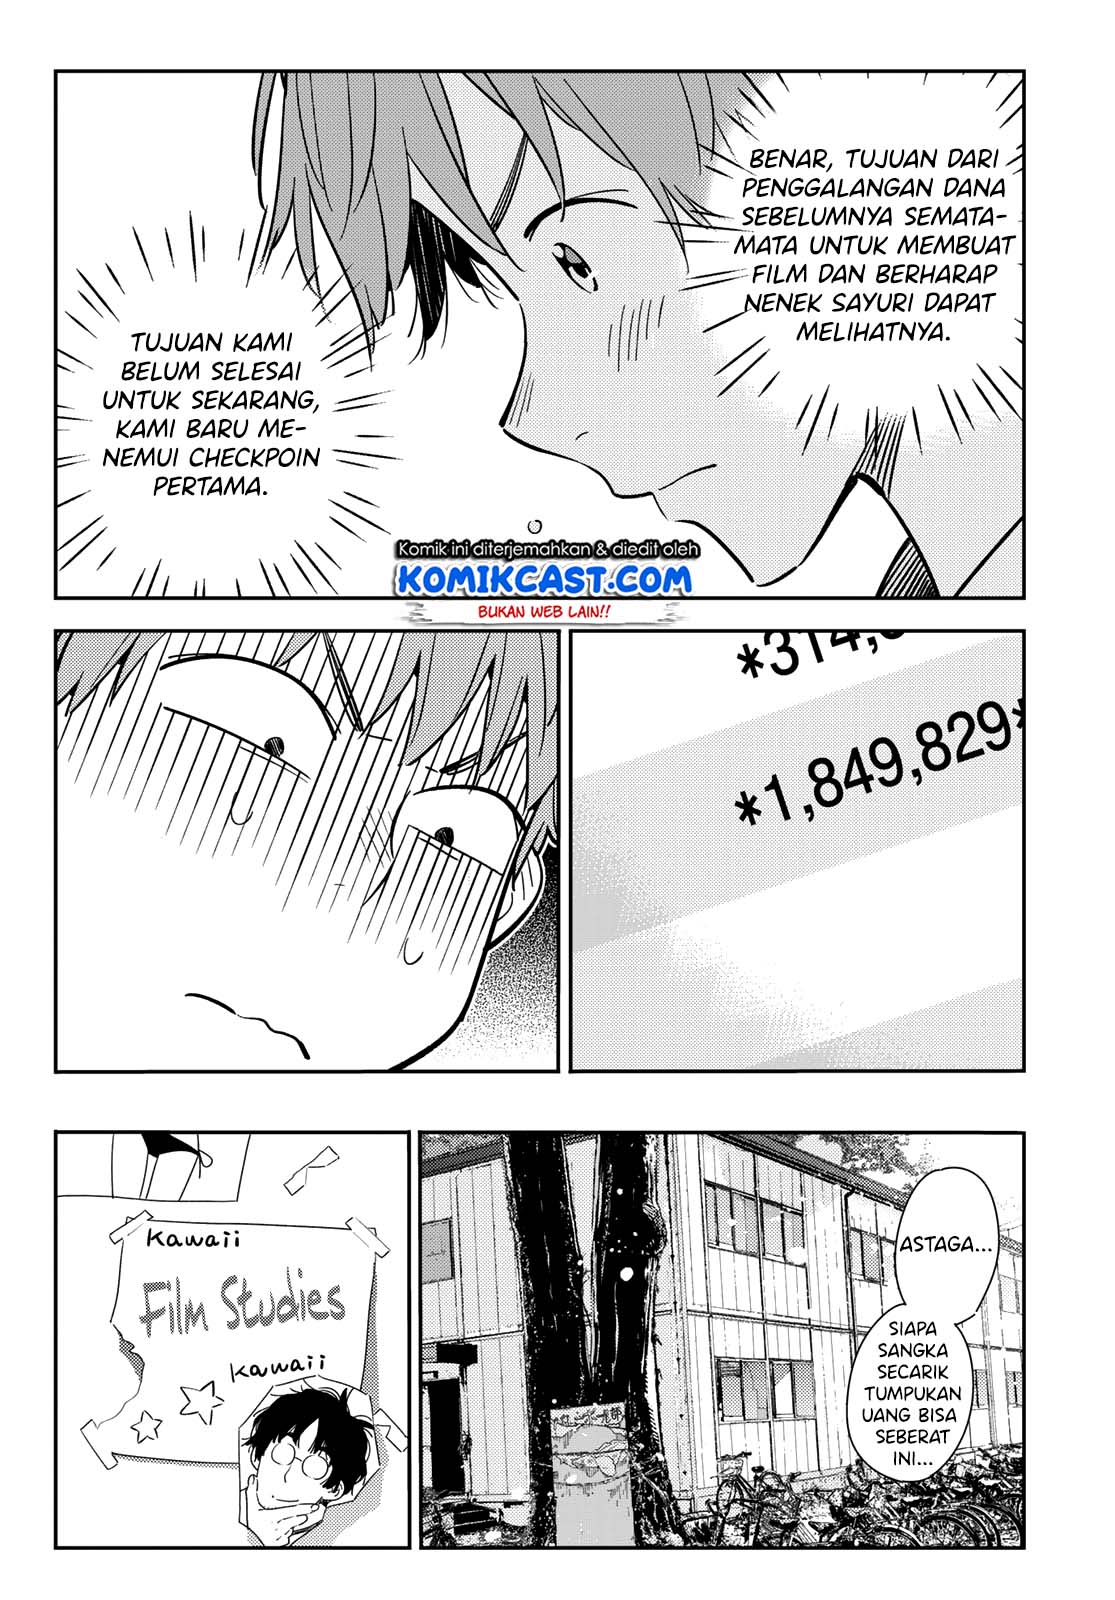 BENAR, TUJUAN DARI
PENGGALANGAN DANA
SEBELUMNYA SEMATA-
MATA UNTUK MEMBUAT
FILM DAN BERHARAP
NENEK SAYURI DAPAT
MELIHATNYA.
TUJUAN KAMI
BELUM SELESAI
UNTUK SEKARANG,
KAMI BARU ME-
NEMUI CHECKPOIN
PERTAMA.
Komik ini diterjemahkan & diedit oleh
KOMIKCAST.COM
BUKAN WEB LAIN!!
*314,
*1,849,829*
Kawaii
Film Studies
Kawaii
ASTAGA...
SIAPA
SANGKA
SECARIK
TUMPUKAN
UANG BISA
SEBERAT
INI...